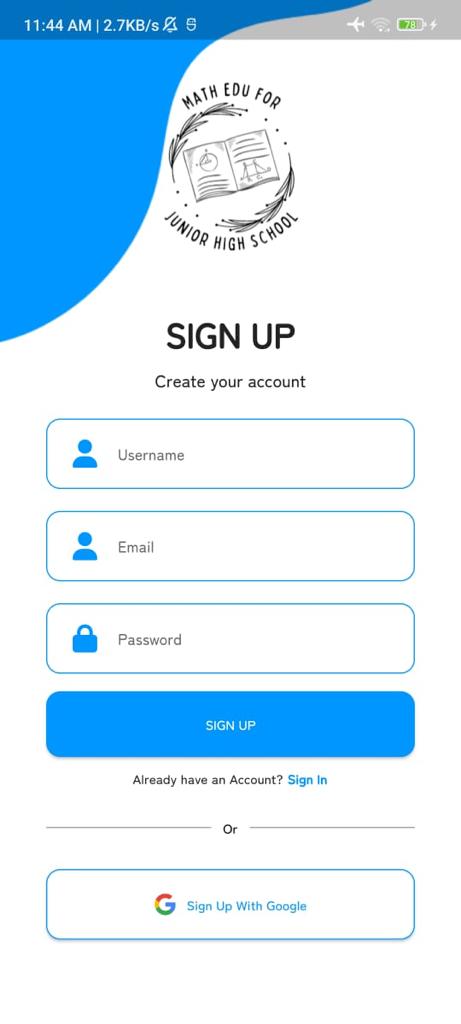 11:44 AM | 2.7KB/s
78
MATH EDU FOR
JUNIOR HIGH SCHOOL
SIGN UP
Create your account
Username
Email
Password
SIGN UP
Already have an Account? Sign In
Or
Sign Up With Google